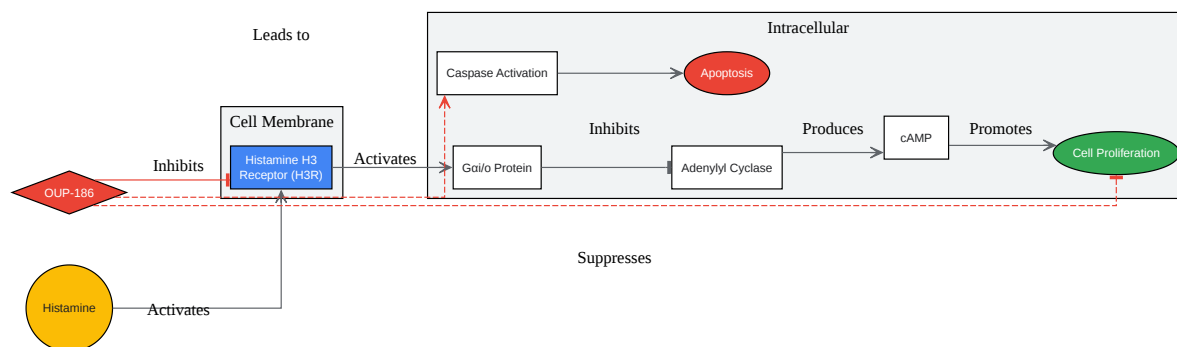 Leads to
Intracellular
Caspase Activation
Apoptosis
Cell Membrane
Inhibits
Histamine H3
Receptor (H3R)
Activates
Gαi/o Protein
Inhibits
Adenylyl Cyclase
Produces
cAMP
Promotes
Cell Proliferation
OUP-186
Suppresses
Histamine
Activates